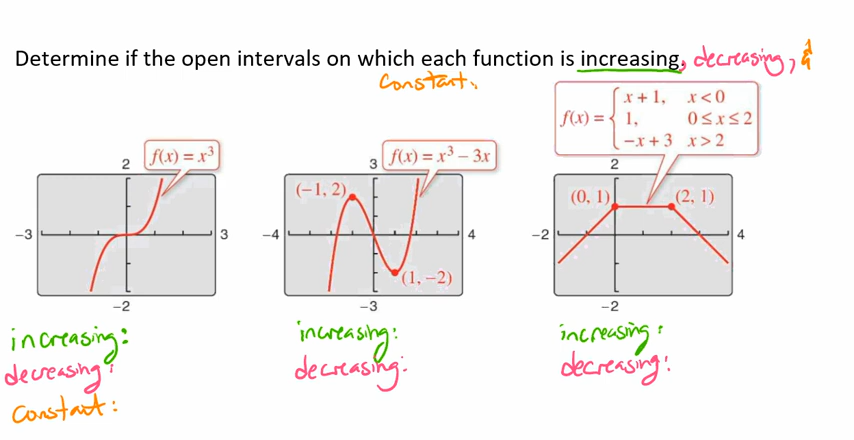 Determine if the open intervals on which each function is increasing, decreasing, &
constant.
f(x) = x³
2
-3
3
-2
f(x) = x³ − 3x
3
(−1, 2)
-4
4
(1, −2)
-3
f(x) = { x + 1, x < 0
1, 0 ≤ x ≤ 2
−x + 3 x > 2
2
(0, 1)
(2, 1)
-2
4
-2
increasing:
decreasing:
constant:
increasing:
decreasing:
increasing:
decreasing: